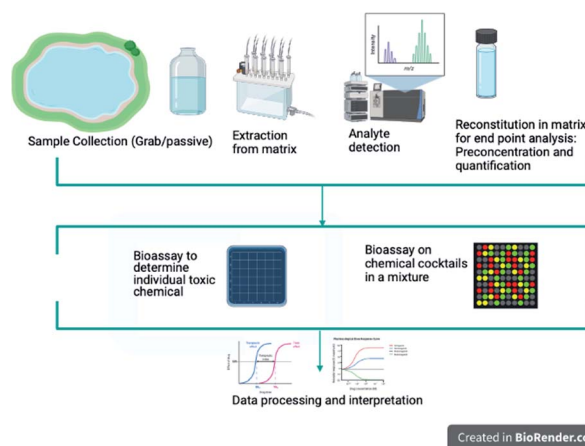 Intensity
m/z
Sample Collection (Grab/passive)
Extraction
from matrix
Analyte
detection
Reconstitution in matrix
for end point analysis:
Preconcentration and
quantification
Bioassay to
determine
individual toxic
chemical
Bioassay on
chemical cocktails
in a mixture
Data processing and interpretation
Created in BioRender.co